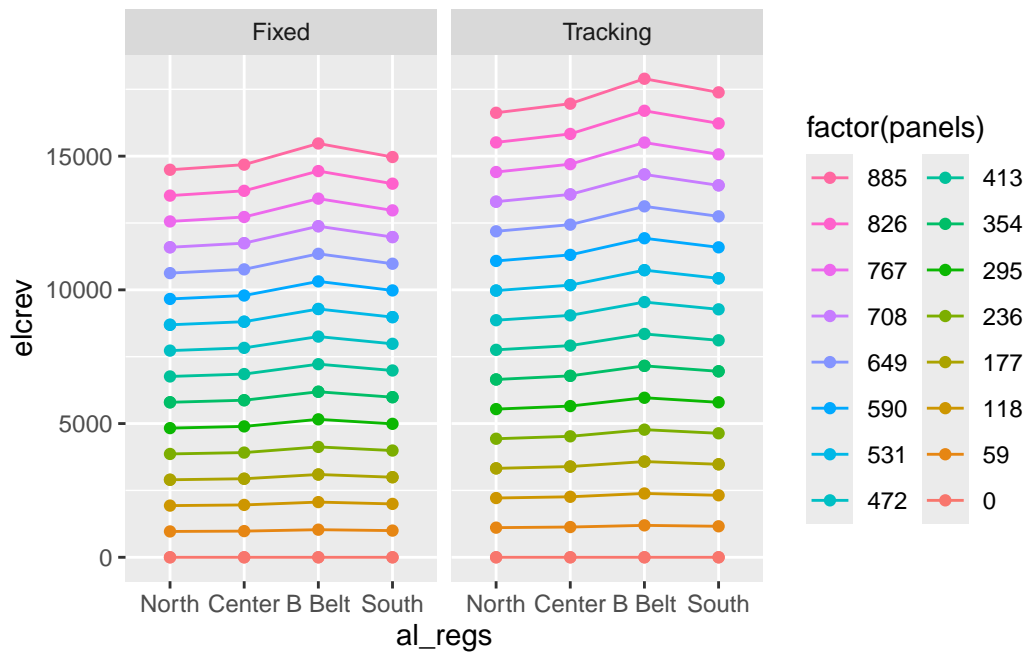 Fixed
Tracking
elcrev
15000
10000
5000
0
North Center B Belt South
North Center B Belt South
al_regs
factor(panels)
885
826
767
708
649
590
531
472
413
354
295
236
177
118
59
0